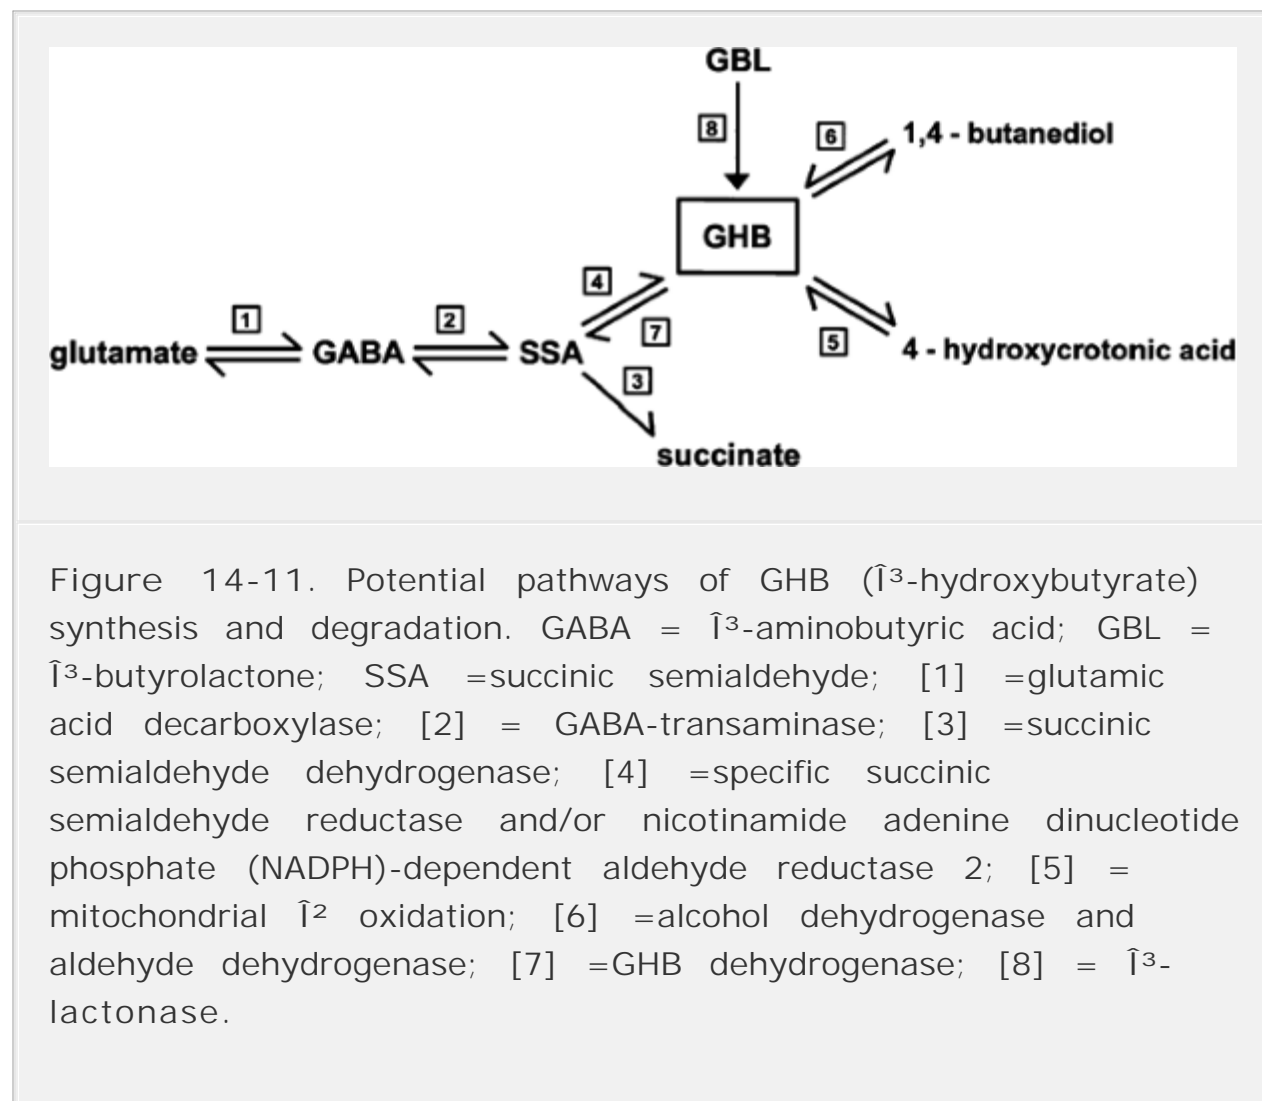 GBL
8
6
1,4 - butanediol
GHB
4
1
2
7
5
glutamate
GABA
SSA
4 - hydroxycrotonic acid
3
succinate
Figure 14-11. Potential pathways of GHB (Î³-hydroxybutyrate)
synthesis and degradation. GABA = Î³-aminobutyric acid; GBL =
Î³-butyrolactone; SSA =succinic semialdehyde; [1] =glutamic
acid decarboxylase; [2] = GABA-transaminase; [3] =succinic
semialdehyde dehydrogenase; [4] =specific succinic
semialdehyde reductase and/or nicotinamide adenine dinucleotide
phosphate (NADPH)-dependent aldehyde reductase 2; [5] =
mitochondrial Î² oxidation; [6] =alcohol dehydrogenase and
aldehyde dehydrogenase; [7] =GHB dehydrogenase; [8] = Î³-
lactonase.